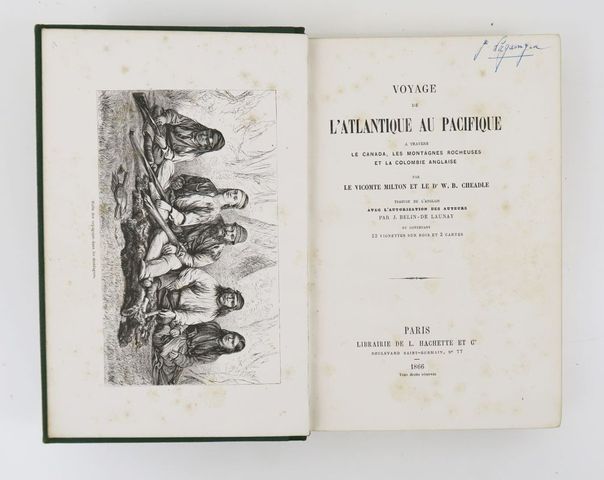 VOYAGE
DE
L'ATLANTIQUE AU PACIFIQUE
A TRAVERS
LE CANADA, LES MONTAGNES ROCHEUSES
ET LA COLOMBIE ANGLAISE
PAR
LE VICOMTE MILTON ET LE Dr W. B. CHEADLE
TRADUIT DE L'ANGLAIS
AVEC L'AUTORISATION DES AUTEURS
PAR J. BELIN-DE LAUNAY
ET CONTENANT
22 VIGNETTES SUR BOIS ET 2 CARTES
PARIS
LIBRAIRIE DE L. HACHETTE ET Cie
BOULEVARD SAINT-GERMAIN, No 77
1866
Tous droits réservés